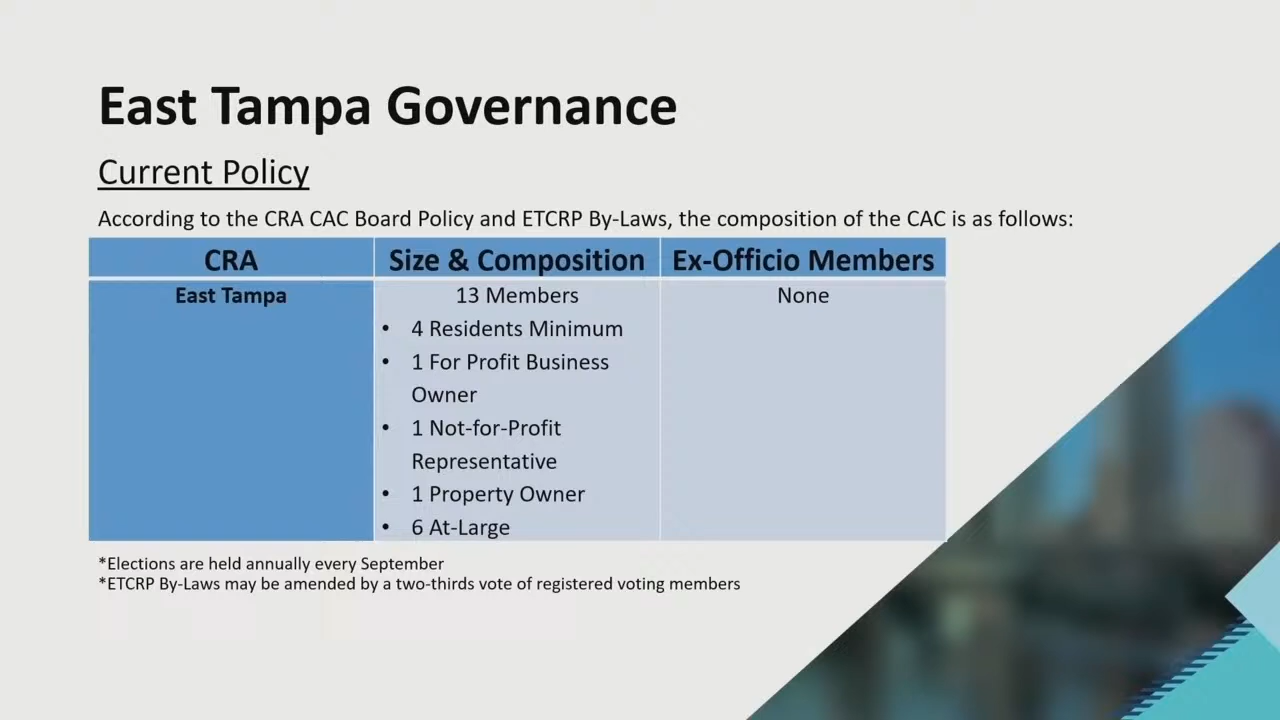 East Tampa Governance
Current Policy
According to the CRA CAC Board Policy and ETCRP By-Laws, the composition of the CAC is as follows:
CRA
Size & Composition
Ex-Officio Members
East Tampa
13 Members
None
• 4 Residents Minimum
• 1 For Profit Business
Owner
• 1 Not-for-Profit
Representative
• 1 Property Owner
• 6 At-Large
*Elections are held annually every September
*ETCRP By-Laws may be amended by a two-thirds vote of registered voting members